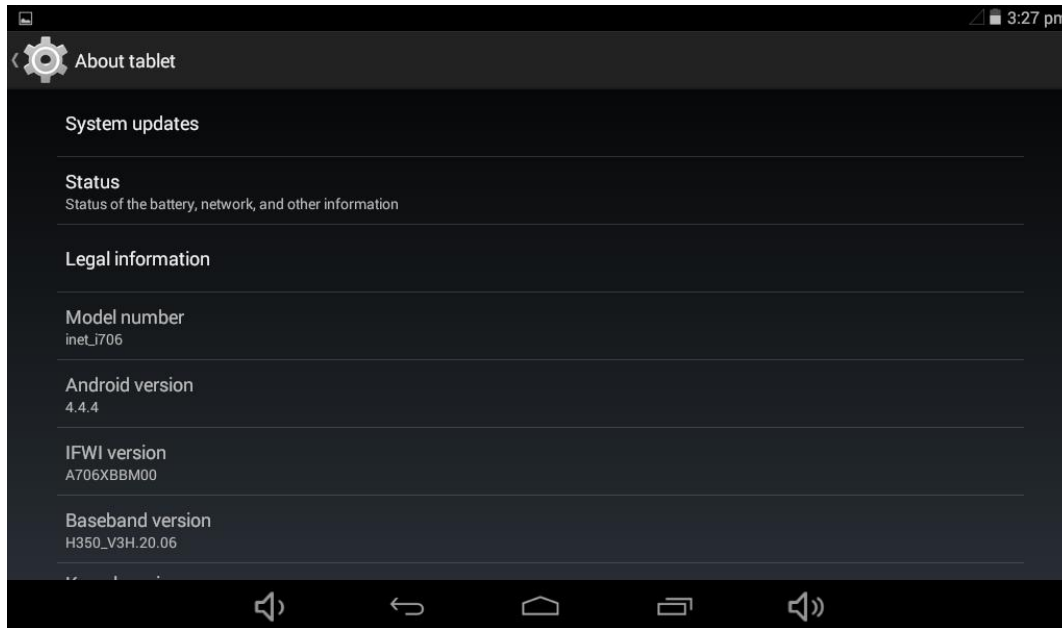 3:27 pm
About tablet
System updates
Status
Status of the battery, network, and other information
Legal information
Model number
inet_i706
Android version
4.4.4
IFWI version
A706XBBM00
Baseband version
H350_V3H.20.06